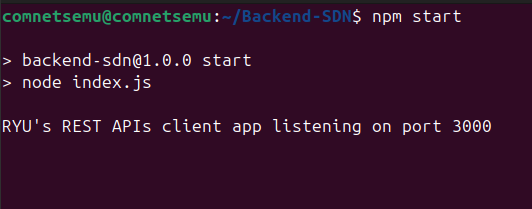 comnetsemu@comnetsemu:~/Backend-SDN$ npm start
> backend-sdn@1.0.0 start
> node index.js
RYU's REST APIs client app listening on port 3000